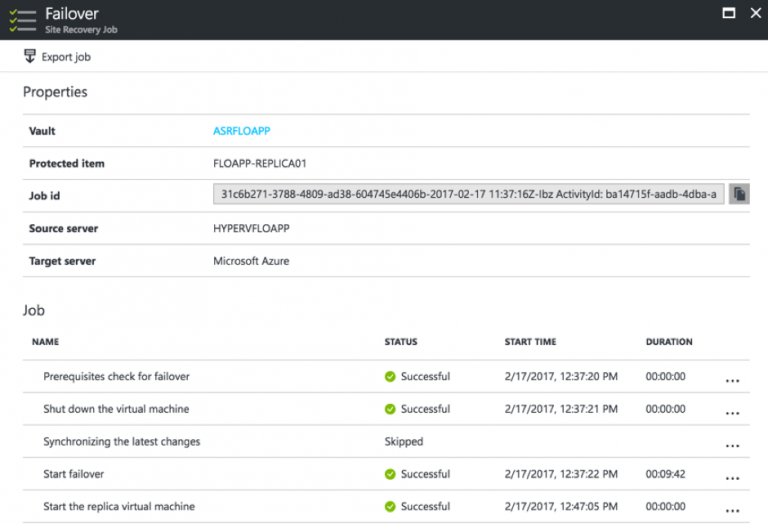 Failover
Site Recovery Job
Export job
Properties
Vault ASRFLOAPP
Protected item FLOAPP-REPLICA01
Job id 31c6b271-3788-4809-ad38-604745e4406b-2017-02-17 11:37:16Z-Ibz ActivityId: ba14715f-aadb-4dba-a
Source server HYPERVFLOAPP
Target server Microsoft Azure
Job
NAME STATUS START TIME DURATION
Prerequisites check for failover Successful 2/17/2017, 12:37:20 PM 00:00:00 ...
Shut down the virtual machine Successful 2/17/2017, 12:37:21 PM 00:00:00 ...
Synchronizing the latest changes Skipped ...
Start failover Successful 2/17/2017, 12:37:22 PM 00:09:42 ...
Start the replica virtual machine Successful 2/17/2017, 12:47:05 PM 00:00:00 ...